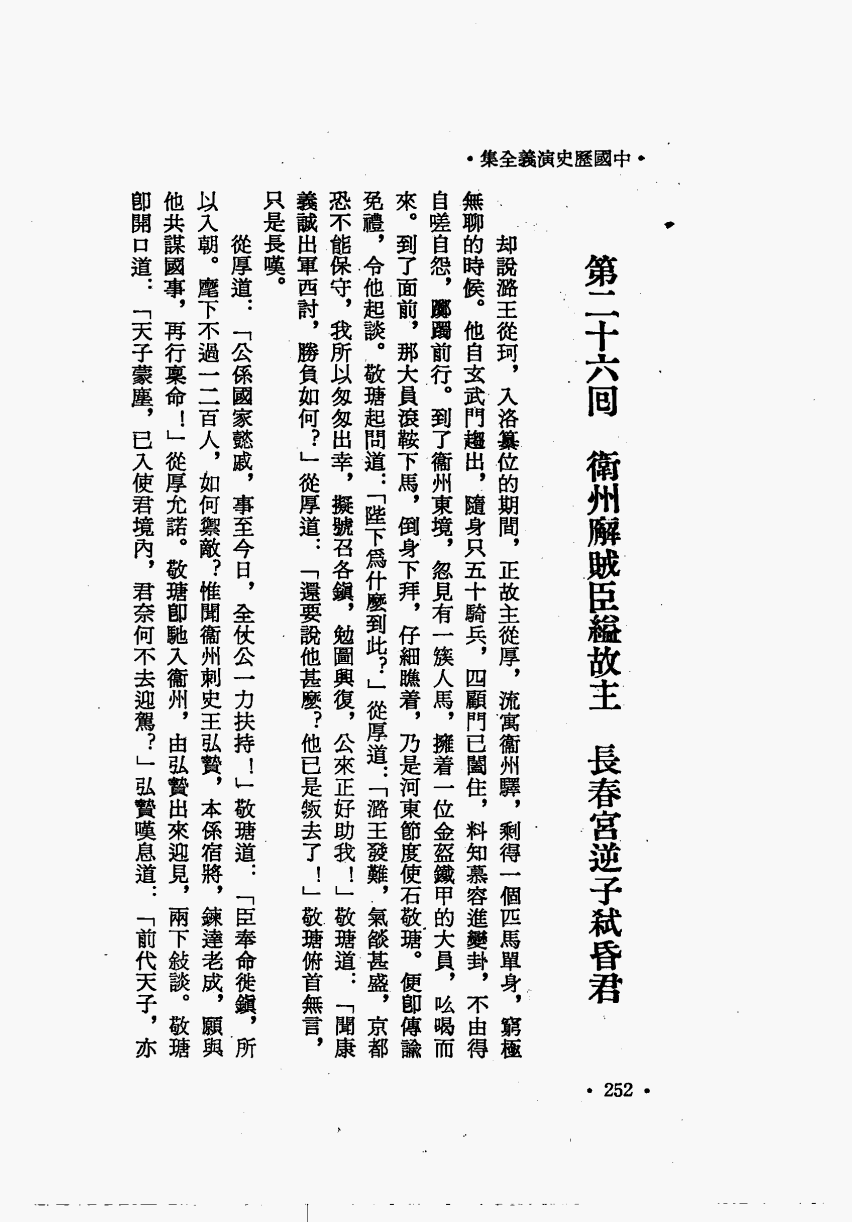 •中國歷史演義全集•
第二十六回　衛州廨賊臣縊故主　長春宮逆子弒昏君
却說潞王從珂，入洛篡位的期間，正故主從厚，流寓衞州驛，剩得一個匹馬單身，窮極
無聊的時候。他自玄武門趨出，隨身只五十騎兵，四顧門已闔住，料知慕容進變卦，不由得
自嗟自怨，躑躅前行。到了衞州東境，忽見有一簇人馬，擁着一位金盔鐵甲的大員，吆喝而
來。到了面前，那大員滾鞍下馬，倒身下拜，仔細瞧着，乃是河東節度使石敬瑭。便卽傳諭
免禮，令他起談。敬瑭起問道：「陛下爲什麼到此？」從厚道：「潞王發難，氣燄甚盛，京都
恐不能保守，我所以匆匆出幸，擬號召各鎭，勉圖興復，公來正好助我！」敬瑭道：「聞康
義誠出軍西討，勝負如何？」從厚道：「還要說他甚麼？他已是叛去了！」敬瑭俯首無言，
只是長嘆。
從厚道：「公係國家懿戚，事至今日，全仗公一力扶持！」敬瑭道：「臣奉命徙鎭，所
以入朝。麾下不過一二百人，如何禦敵？惟聞衞州刺史王弘贄，本係宿將，鍊達老成，願與
他共謀國事，再行稟命！」從厚允諾。敬瑭卽馳入衞州，由弘贄出來迎見，兩下敍談。敬瑭
卽開口道：「天子蒙塵，已入使君境內，君奈何不去迎駕？」弘贄嘆息道：「前代天子，亦
•252•